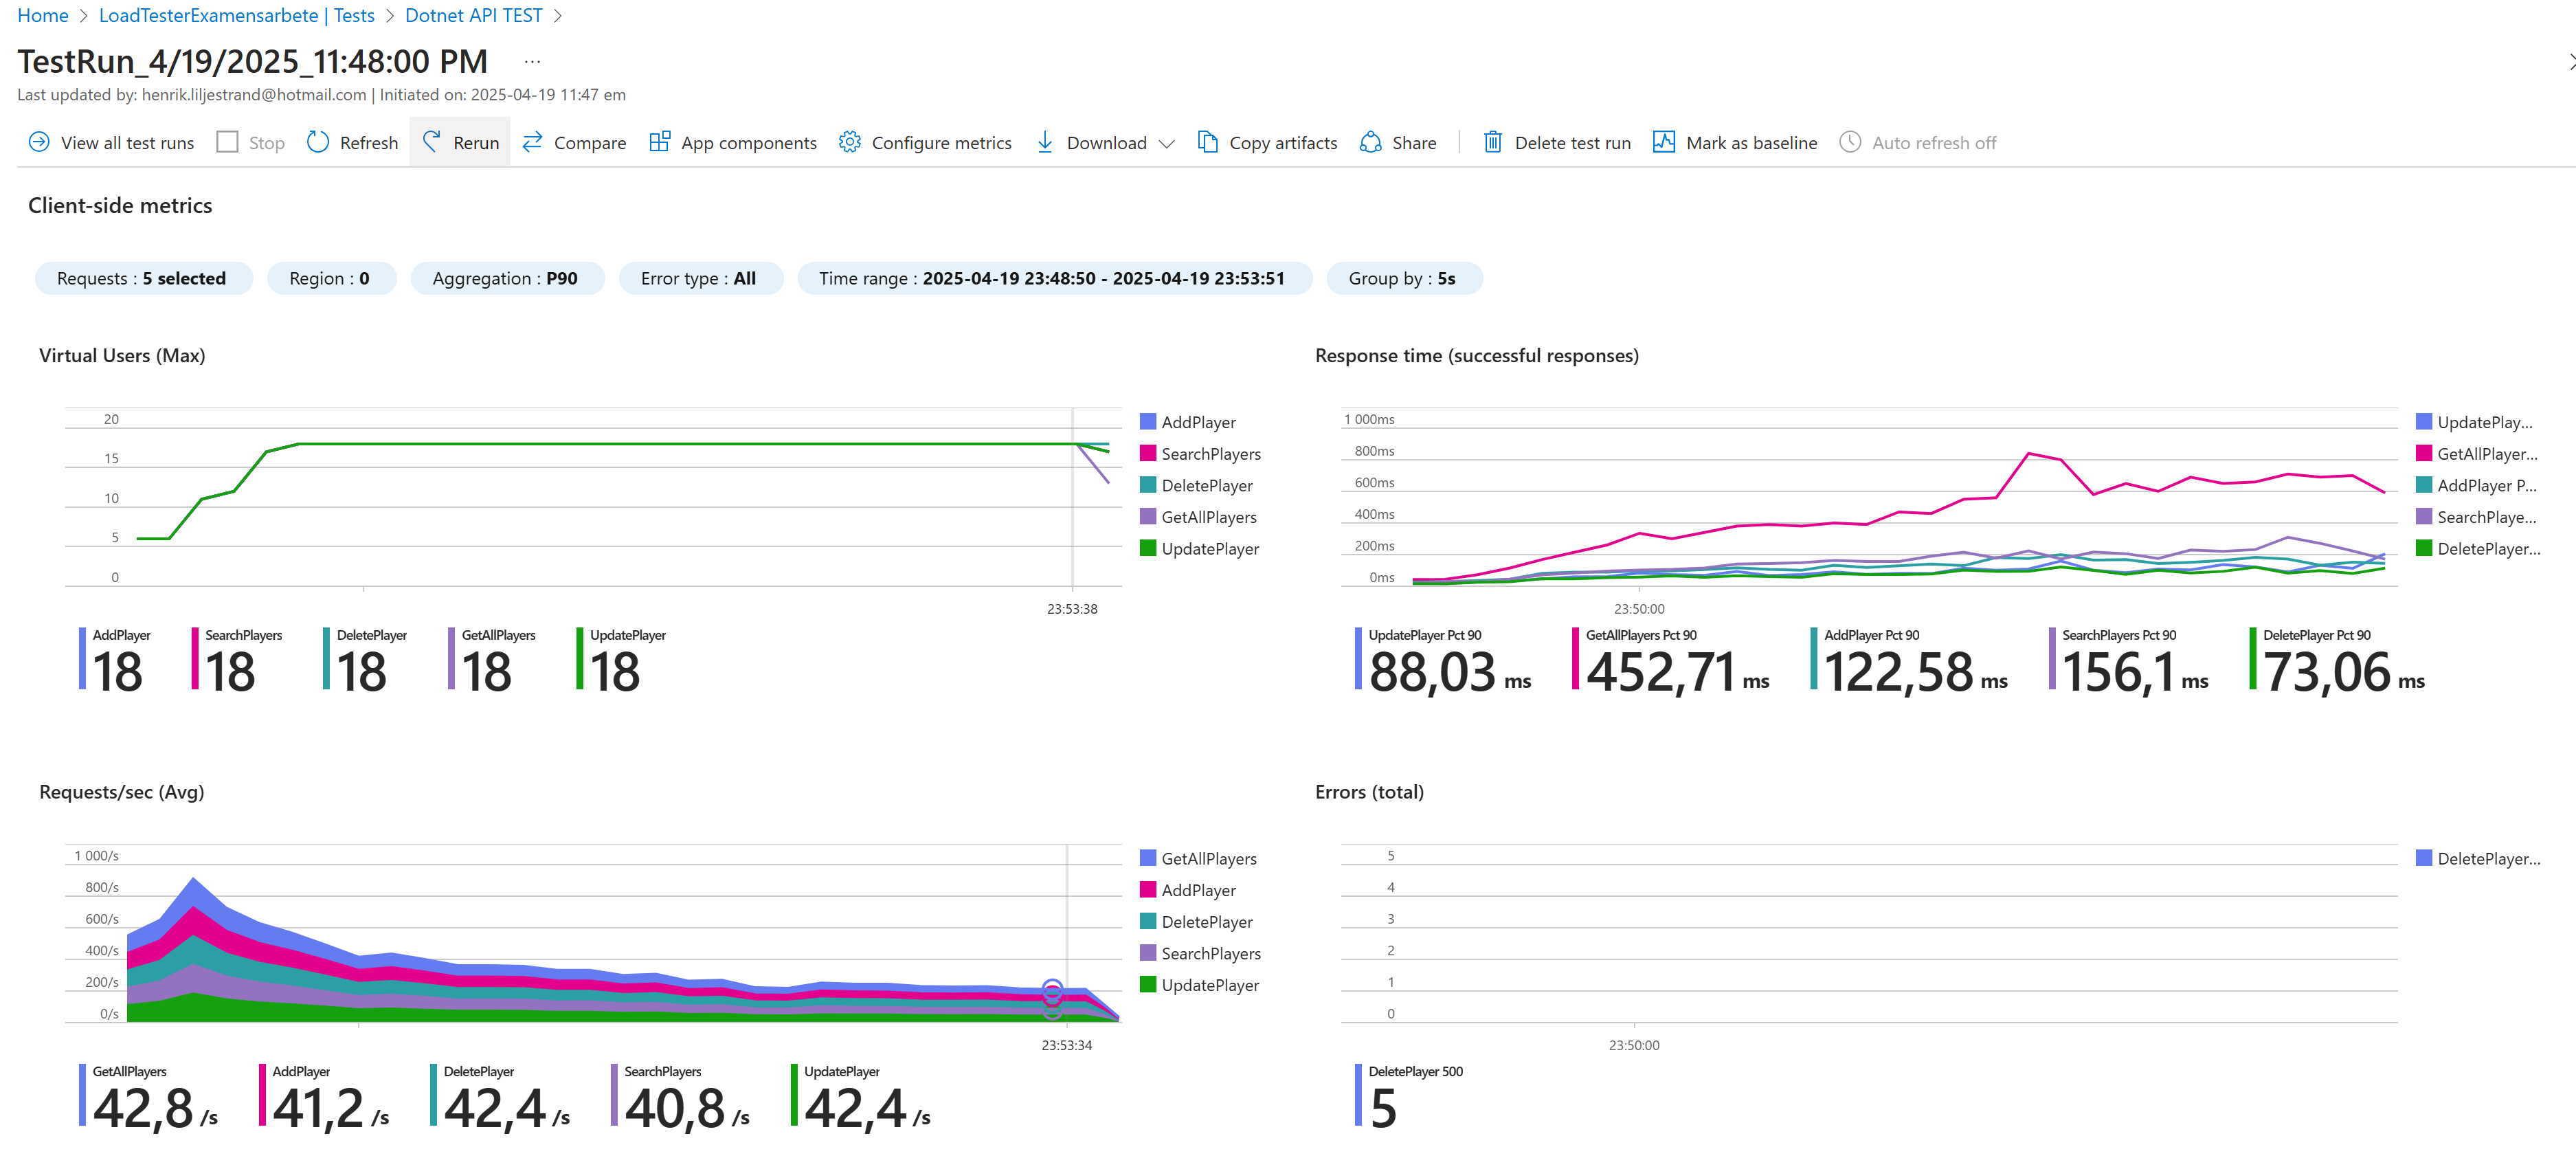 Home > LoadTesterExamensarbete | Tests > Dotnet API TEST >
TestRun_4/19/2025_11:48:00 PM ...
Last updated by: henrik.liljestrand@hotmail.com | Initiated on: 2025-04-19 11:47 em
View all test runs Stop Refresh Rerun Compare App components Configure metrics Download Copy artifacts Share Delete test run Mark as baseline Auto refresh off
Client-side metrics
Requests : 5 selected Region : 0 Aggregation : P90 Error type : All Time range : 2025-04-19 23:48:50 - 2025-04-19 23:53:51 Group by : 5s
Virtual Users (Max)
20
15
10
5
0
23:53:38
AddPlayer
SearchPlayers
DeletePlayer
GetAllPlayers
UpdatePlayer
AddPlayer SearchPlayers DeletePlayer GetAllPlayers UpdatePlayer
18 18 18 18 18
Response time (successful responses)
1 000ms
800ms
600ms
400ms
200ms
0ms
23:50:00
UpdatePlay...
GetAllPlayer...
AddPlayer P...
SearchPlaye...
DeletePlayer...
UpdatePlayer Pct 90 GetAllPlayers Pct 90 AddPlayer Pct 90 SearchPlayers Pct 90 DeletePlayer Pct 90
88,03 ms 452,71 ms 122,58 ms 156,1 ms 73,06 ms
Requests/sec (Avg)
1 000/s
800/s
600/s
400/s
200/s
0/s
23:53:34
GetAllPlayers
AddPlayer
DeletePlayer
SearchPlayers
UpdatePlayer
GetAllPlayers AddPlayer DeletePlayer SearchPlayers UpdatePlayer
42,8 /s 41,2 /s 42,4 /s 40,8 /s 42,4 /s
Errors (total)
5
4
3
2
1
0
23:50:00
DeletePlayer...
DeletePlayer 500
5